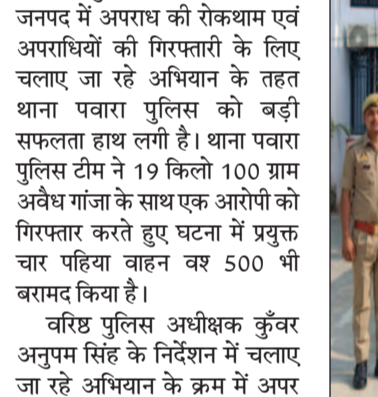 जनपद में अपराध की रोकथाम एवं
अपराधियों की गिरफ्तारी के लिए
चलाए जा रहे अभियान के तहत
थाना पवारा पुलिस को बड़ी
सफलता हाथ लगी है। थाना पवारा
पुलिस टीम ने 19 किलो 100 ग्राम
अवैध गांजा के साथ एक आरोपी को
गिरफ्तार करते हुए घटना में प्रयुक्त
चार पहिया वाहन वश 500 भी
बरामद किया है।
वरिष्ठ पुलिस अधीक्षक कुँवर
अनुपम सिंह के निर्देशन में चलाए
जा रहे अभियान के क्रम में अपर